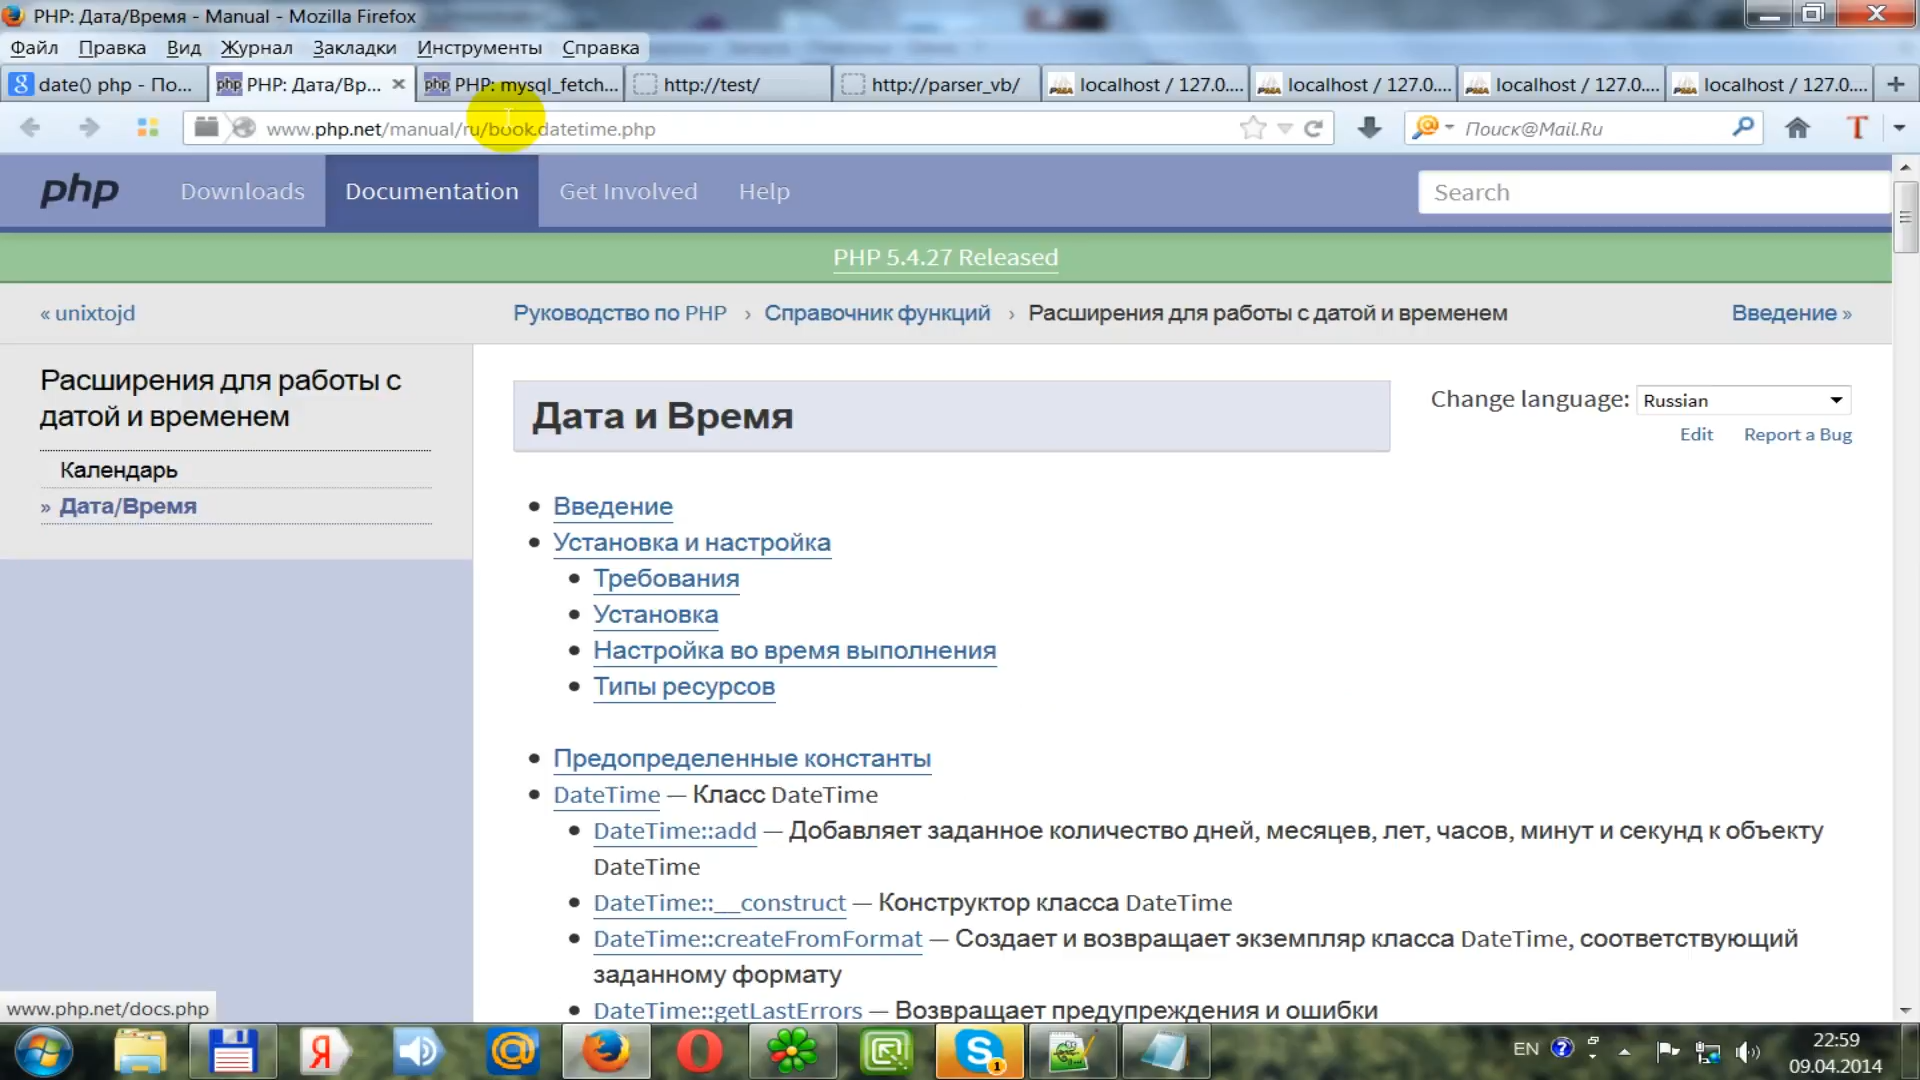 PHP: Дата/Время - Manual - Mozilla Firefox
Файл Правка Вид Журнал Закладки Инструменты Справка
date() php - По... PHP: Дата/Вр... PHP: mysql_fetch... http://test/ http://parser_vb/ localhost / 127.0.... localhost / 127.0.... localhost / 127.0.... localhost / 127.0....
www.php.net/manual/ru/book.datetime.php Поиск@Mail.Ru
php Downloads Documentation Get Involved Help Search
PHP 5.4.27 Released
« unixtojd Руководство по PHP › Справочник функций › Расширения для работы с датой и временем Введение »
Расширения для работы с
датой и временем
Календарь
» Дата/Время
Дата и Время
Change language: Russian
Edit Report a Bug
Введение
Установка и настройка
Требования
Установка
Настройка во время выполнения
Типы ресурсов
Предопределенные константы
DateTime — Класс DateTime
DateTime::add — Добавляет заданное количество дней, месяцев, лет, часов, минут и секунд к объекту
DateTime
DateTime::__construct — Конструктор класса DateTime
DateTime::createFromFormat — Создает и возвращает экземпляр класса DateTime, соответствующий
заданному формату
DateTime::getLastErrors — Возвращает предупреждения и ошибки
www.php.net/docs.php
EN 22:59
09.04.2014